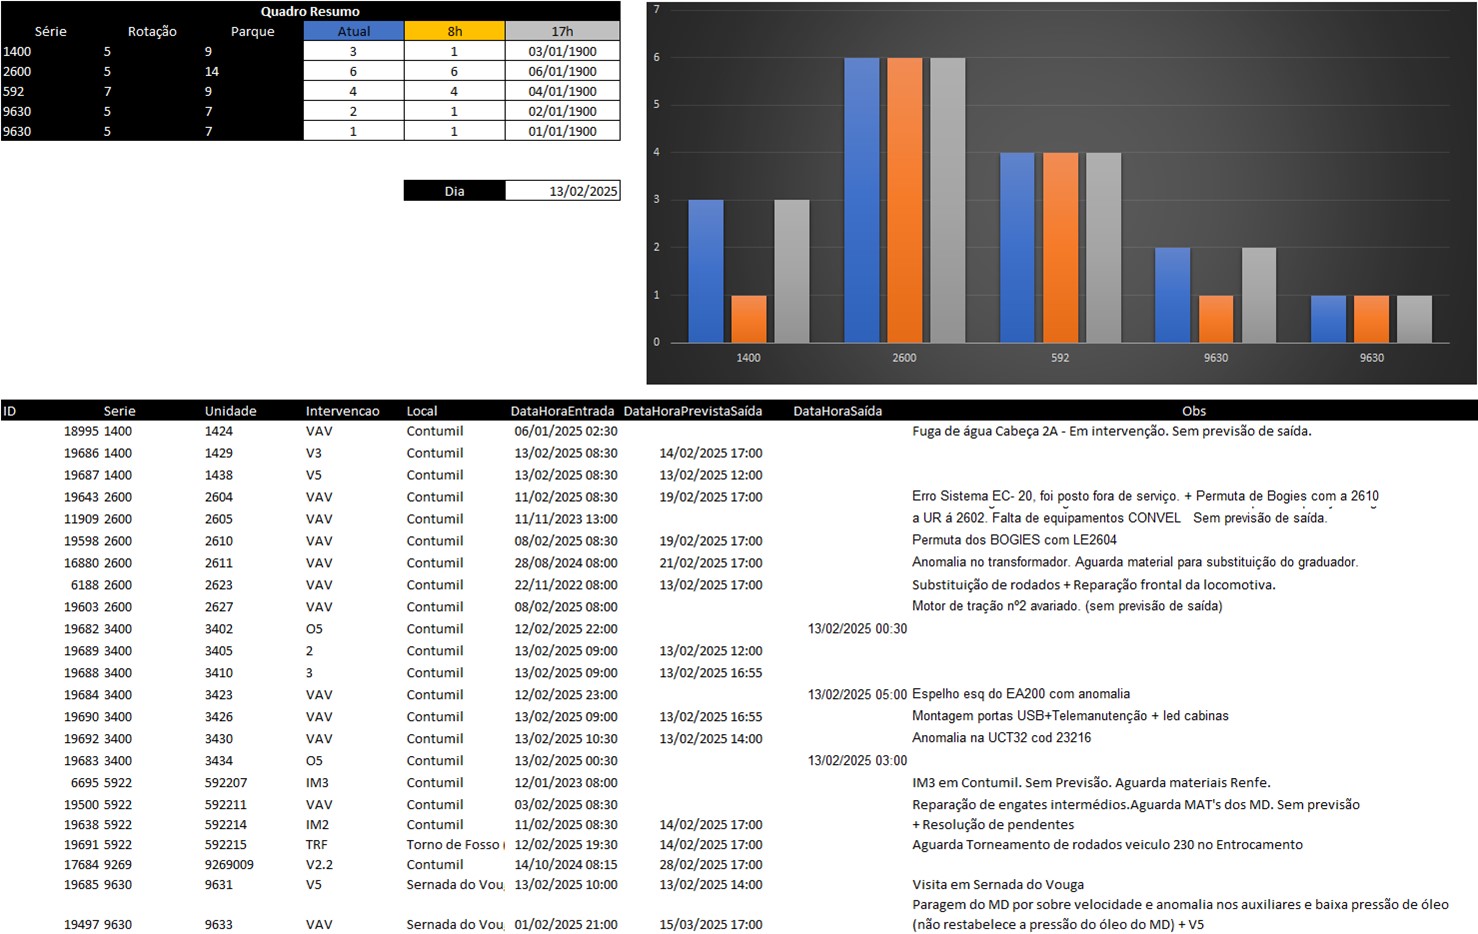 Quadro Resumo
Série Rotação Parque Atual 8h 17h
1400 5 9 3 1 03/01/1900
2600 5 14 6 6 06/01/1900
592 7 9 4 4 04/01/1900
9630 5 7 2 1 02/01/1900
9630 5 7 1 1 01/01/1900
Dia 13/02/2025
7
6
5
4
3
2
1
0
1400 2600 592 9630 9630
ID Serie Unidade Intervencao Local DataHoraEntrada DataHoraPrevistaSaída DataHoraSaída Obs
18995 1400 1424 VAV Contumil 06/01/2025 02:30 Fuga de água Cabeça 2A - Em intervenção. Sem previsão de saída.
19686 1400 1429 V3 Contumil 13/02/2025 08:30 14/02/2025 17:00
19687 1400 1438 V5 Contumil 13/02/2025 08:30 13/02/2025 12:00
19643 2600 2604 VAV Contumil 11/02/2025 08:30 19/02/2025 17:00 Erro Sistema EC- 20, foi posto fora de serviço. + Permuta de Bogies com a 2610
11909 2600 2605 VAV Contumil 11/11/2023 13:00 a UR á 2602. Falta de equipamentos CONVEL Sem previsão de saída.
19598 2600 2610 VAV Contumil 08/02/2025 08:30 19/02/2025 17:00 Permuta dos BOGIES com LE2604
16880 2600 2611 VAV Contumil 28/08/2024 08:00 21/02/2025 17:00 Anomalia no transformador. Aguarda material para substituição do graduador.
6188 2600 2623 VAV Contumil 22/11/2022 08:00 13/02/2025 17:00 Substituição de rodados + Reparação frontal da locomotiva.
19603 2600 2627 VAV Contumil 08/02/2025 08:00 Motor de tração nº2 avariado. (sem previsão de saída)
19682 3400 3402 O5 Contumil 12/02/2025 22:00 13/02/2025 00:30
19689 3400 3405 2 Contumil 13/02/2025 09:00 13/02/2025 12:00
19688 3400 3410 3 Contumil 13/02/2025 09:00 13/02/2025 16:55
19684 3400 3423 VAV Contumil 12/02/2025 23:00 13/02/2025 05:00 Espelho esq do EA200 com anomalia
19690 3400 3426 VAV Contumil 13/02/2025 09:00 13/02/2025 16:55 Montagem portas USB+Telemanutenção + led cabinas
19692 3400 3430 VAV Contumil 13/02/2025 10:30 13/02/2025 14:00 Anomalia na UCT32 cod 23216
19683 3400 3434 O5 Contumil 13/02/2025 00:30 13/02/2025 03:00
6695 5922 592207 IM3 Contumil 12/01/2023 08:00 IM3 em Contumil. Sem Previsão. Aguarda materiais Renfe.
19500 5922 592211 VAV Contumil 03/02/2025 08:30 Reparação de engates intermédios.Aguarda MAT's dos MD. Sem previsão
19638 5922 592214 IM2 Contumil 11/02/2025 08:30 14/02/2025 17:00 + Resolução de pendentes
19691 5922 592215 TRF Torno de Fosso ( 12/02/2025 19:30 14/02/2025 17:00 Aguarda Torneamento de rodados veiculo 230 no Entrocamento
17684 9269 9269009 V2.2 Contumil 14/10/2024 08:15 28/02/2025 17:00
19685 9630 9631 V5 Sernada do Voug 13/02/2025 10:00 13/02/2025 14:00 Visita em Sernada do Vouga
Paragem do MD por sobre velocidade e anomalia nos auxiliares e baixa pressão de óleo
19497 9630 9633 VAV Sernada do Voug 01/02/2025 21:00 15/03/2025 17:00 (não restabelece a pressão do óleo do MD) + V5